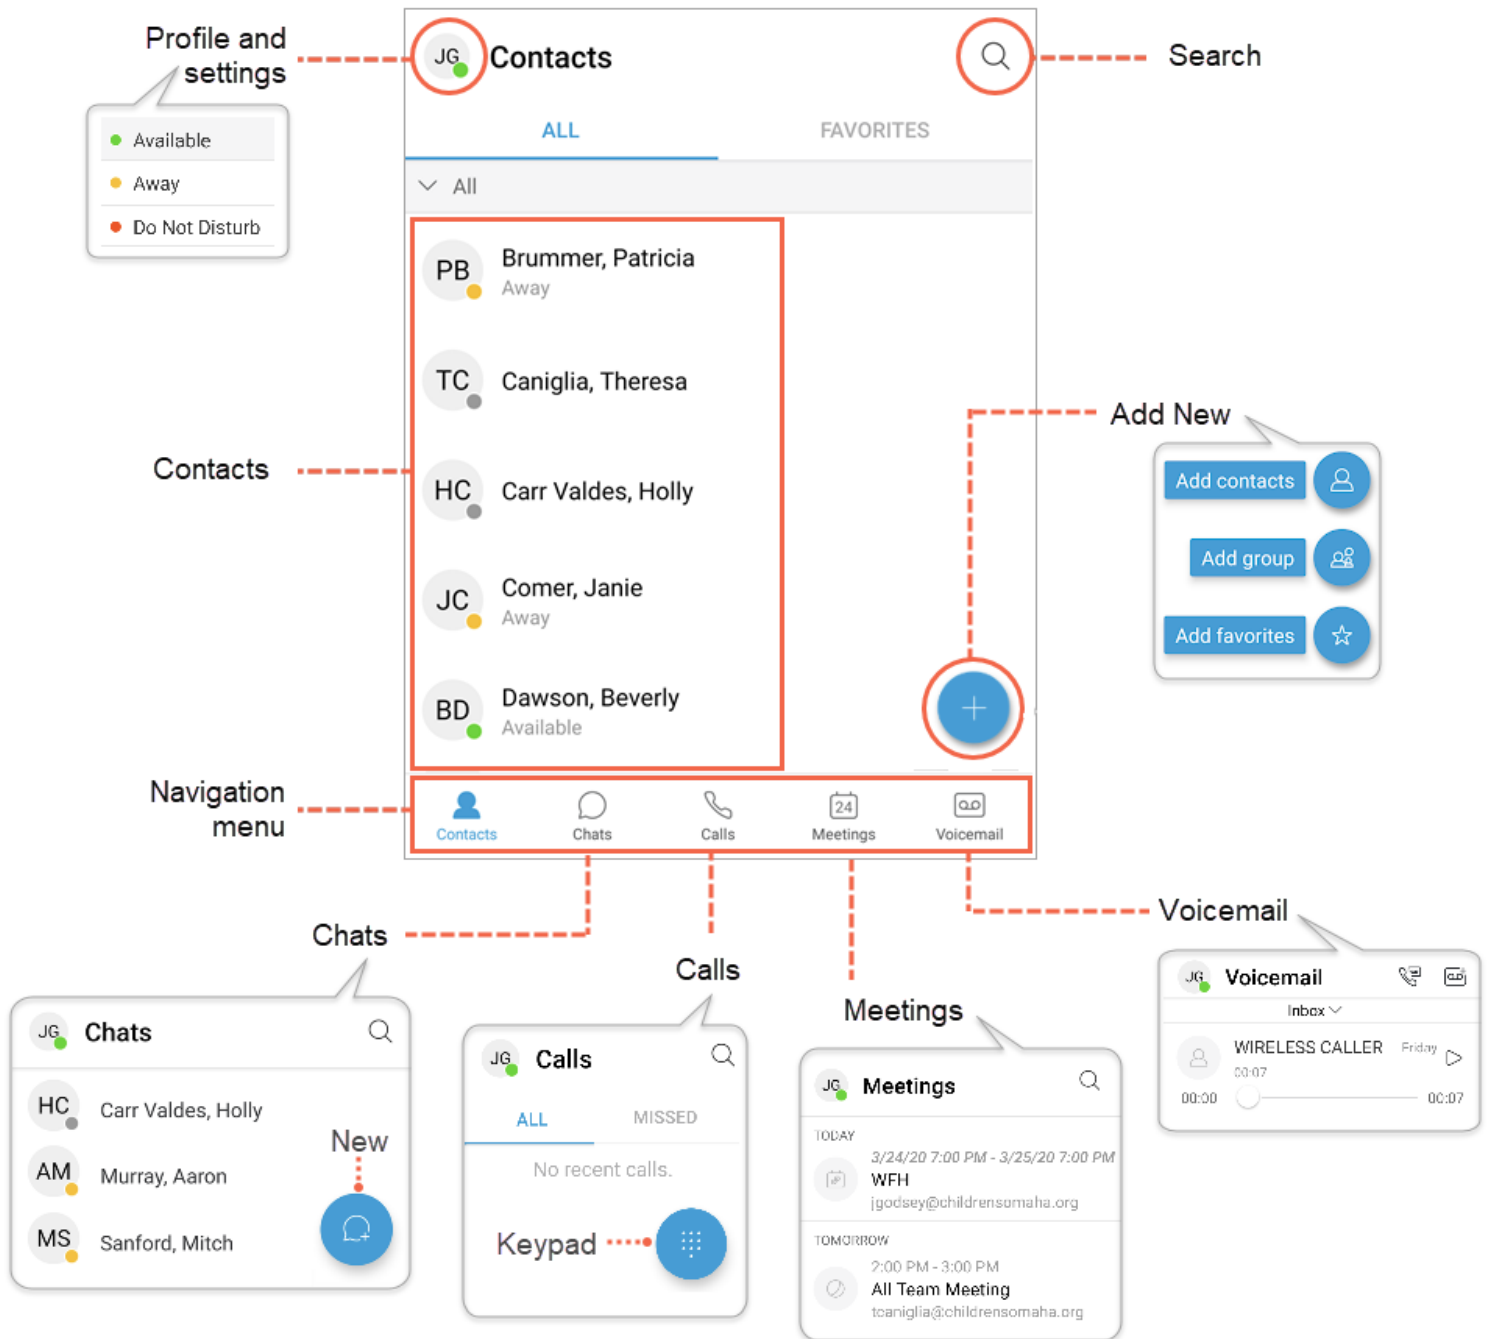 Profile and
settings
JG
Contacts
Search
Available
Away
Do Not Disturb
ALL
FAVORITES
All
PB
Brummer, Patricia
Away
TC
Caniglia, Theresa
Contacts
HC
Carr Valdes, Holly
JC
Comer, Janie
Away
BD
Dawson, Beverly
Available
Add New
Add contacts
Add group
Add favorites
Navigation
menu
Contacts
Chats
Calls
24
Meetings
Voicemail
Chats
JG
Chats
HC
Carr Valdes, Holly
AM
Murray, Aaron
MS
Sanford, Mitch
New
Calls
JG
Calls
ALL
MISSED
No recent calls.
Keypad
Meetings
JG
Meetings
TODAY
3/24/20 7:00 PM - 3/25/20 7:00 PM
WFH
jgodsey@childrensomaha.org
TOMORROW
2:00 PM - 3:00 PM
All Team Meeting
tcaniglia@childrensomaha.org
Voicemail
JG
Voicemail
Inbox
WIRELESS CALLER
Friday
00:07
00:00
00:07